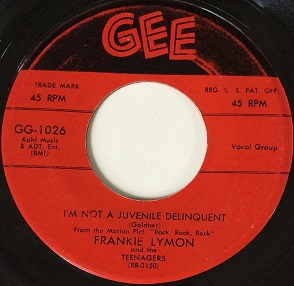 GEE
TRADE MARK
REG. U. S. PAT. OFF.
45 RPM
45 RPM
GG-1026
Kahl Music
& ADT. Ent.
(BMI)
Vocal Group
I'M NOT A JUVENILE DELINQUENT
(Goldner)
From the Motion Pict. "Rock, Rock, Rock"
FRANKIE LYMON
and the
TEENAGERS
(RR-3150)